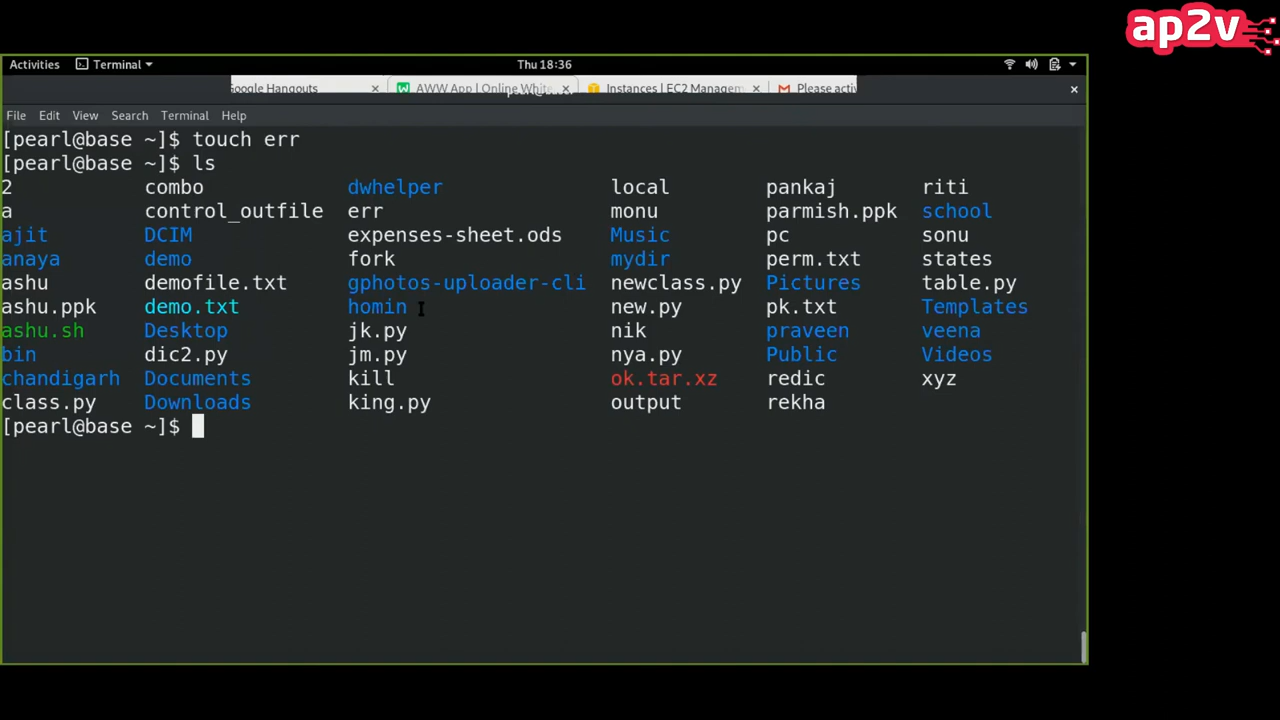 ap2v
Activities Terminal Thu 18:36
Google Hangouts × AWW App | Online Whit × Instances | EC2 Managem × Please activ
×
File Edit View Search Terminal Help
[pearl@base ~]$ touch err
[pearl@base ~]$ ls
2 combo dwhelper local pankaj riti
a control_outfile err monu parmish.ppk school
ajit DCIM expenses-sheet.ods Music pc sonu
anaya demo fork mydir perm.txt states
ashu demofile.txt gphotos-uploader-cli newclass.py Pictures table.py
ashu.ppk demo.txt homin new.py pk.txt Templates
ashu.sh Desktop jk.py nik praveen veena
bin dic2.py jm.py nya.py Public Videos
chandigarh Documents kill ok.tar.xz redic xyz
class.py Downloads king.py output rekha
[pearl@base ~]$